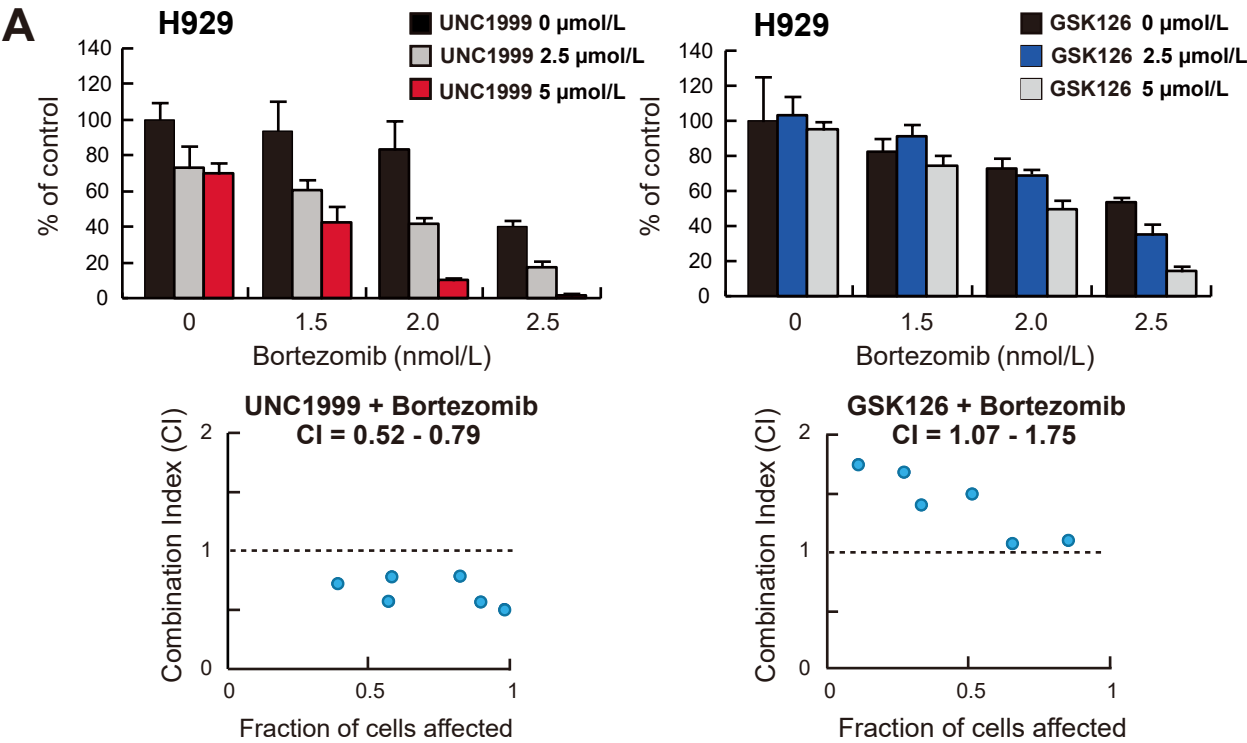 A
H929
UNC1999 0 µmol/L
UNC1999 2.5 µmol/L
UNC1999 5 µmol/L
% of control
140
120
100
80
60
40
20
0
0 1.5 2.0 2.5
Bortezomib (nmol/L)
H929
GSK126 0 µmol/L
GSK126 2.5 µmol/L
GSK126 5 µmol/L
% of control
140
120
100
80
60
40
20
0
0 1.5 2.0 2.5
Bortezomib (nmol/L)
UNC1999 + Bortezomib
CI = 0.52 - 0.79
Combination Index (CI)
2
1
0
0 0.5 1
Fraction of cells affected
GSK126 + Bortezomib
CI = 1.07 - 1.75
Combination Index (CI)
2
1
0
0 0.5 1
Fraction of cells affected